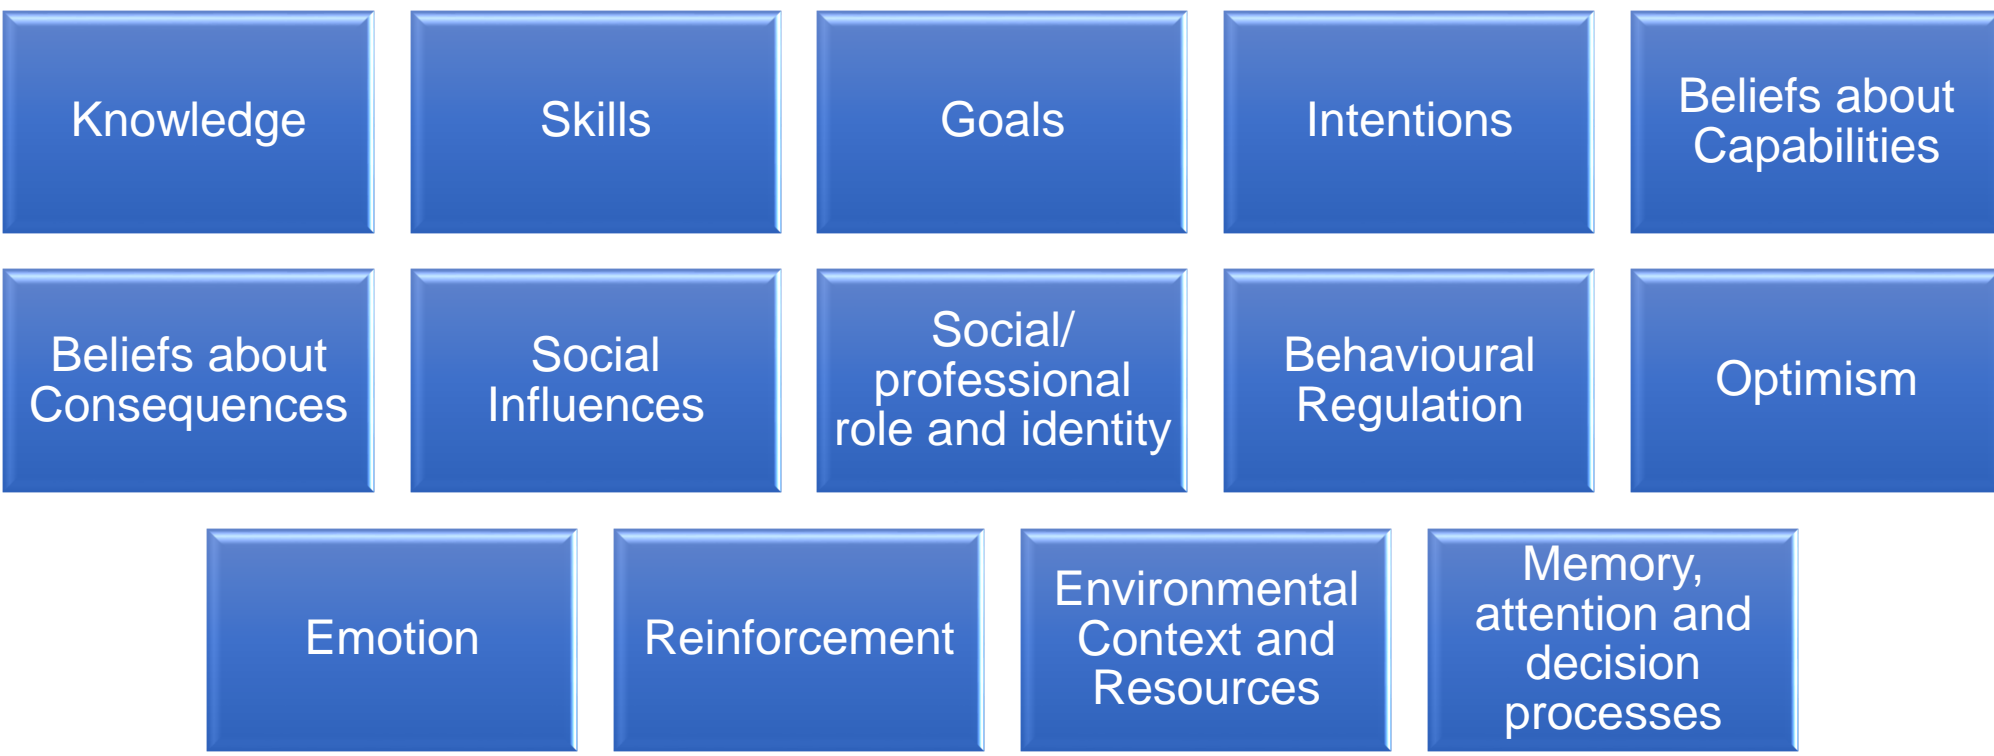 Knowledge
Skills
Goals
Intentions
Beliefs about
Capabilities
Beliefs about
Consequences
Social
Influences
Social/
professional
role and identity
Behavioural
Regulation
Optimism
Emotion
Reinforcement
Environmental
Context and
Resources
Memory,
attention and
decision
processes